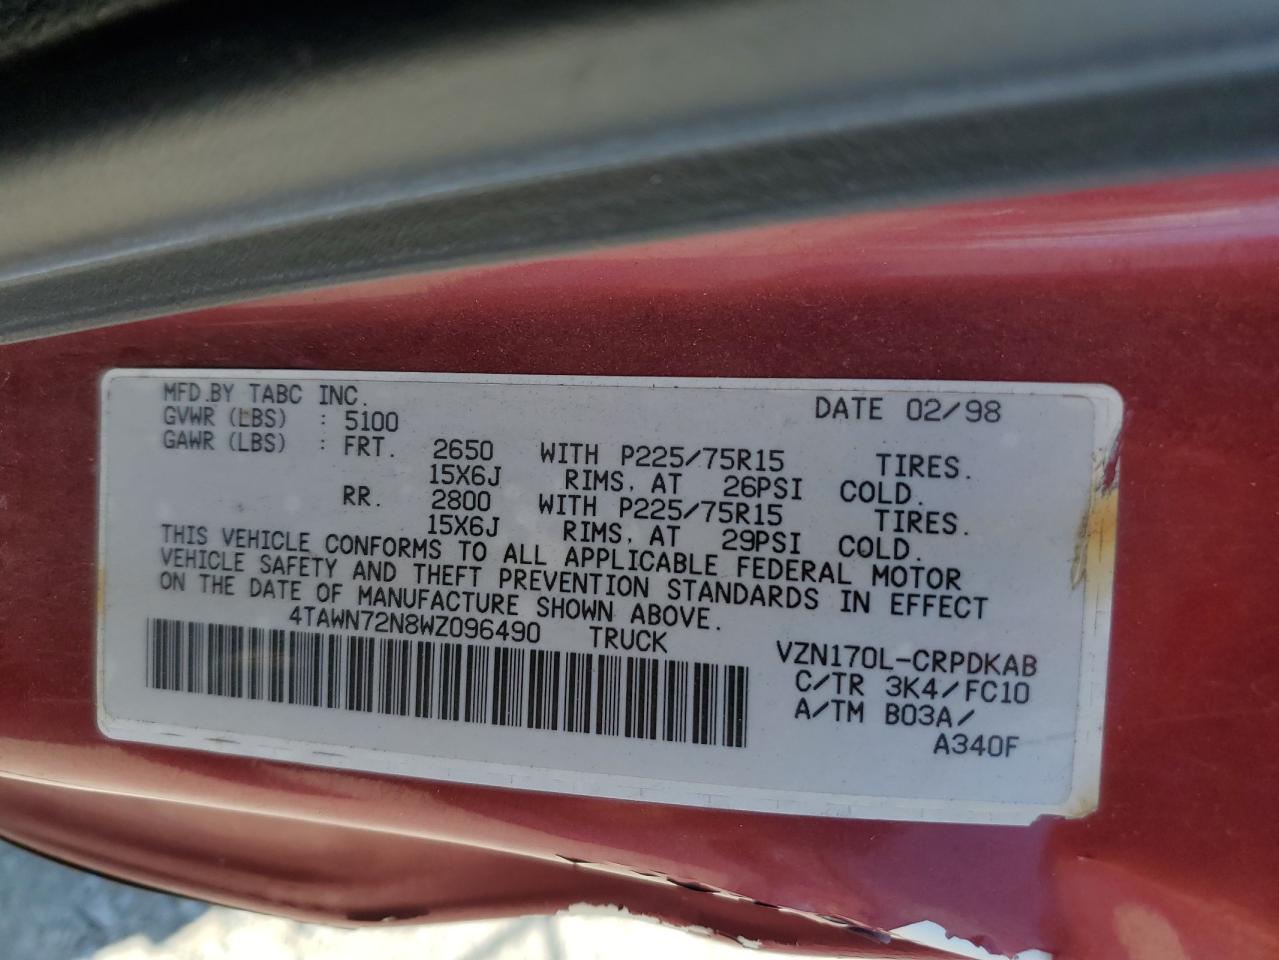 MFD.BY TABC INC. DATE 02/98
GVWR (LBS) : 5100
GAWR (LBS) : FRT. 2650 WITH P225/75R15 TIRES.
15X6J RIMS, AT 26PSI COLD.
RR. 2800 WITH P225/75R15 TIRES.
15X6J RIMS, AT 29PSI COLD.
THIS VEHICLE CONFORMS TO ALL APPLICABLE FEDERAL MOTOR
VEHICLE SAFETY AND THEFT PREVENTION STANDARDS IN EFFECT
ON THE DATE OF MANUFACTURE SHOWN ABOVE.
4TAWN72N8WZ096490 TRUCK
VZN170L-CRPDKAB
C/TR 3K4/FC10
A/TM B03A/
A340F